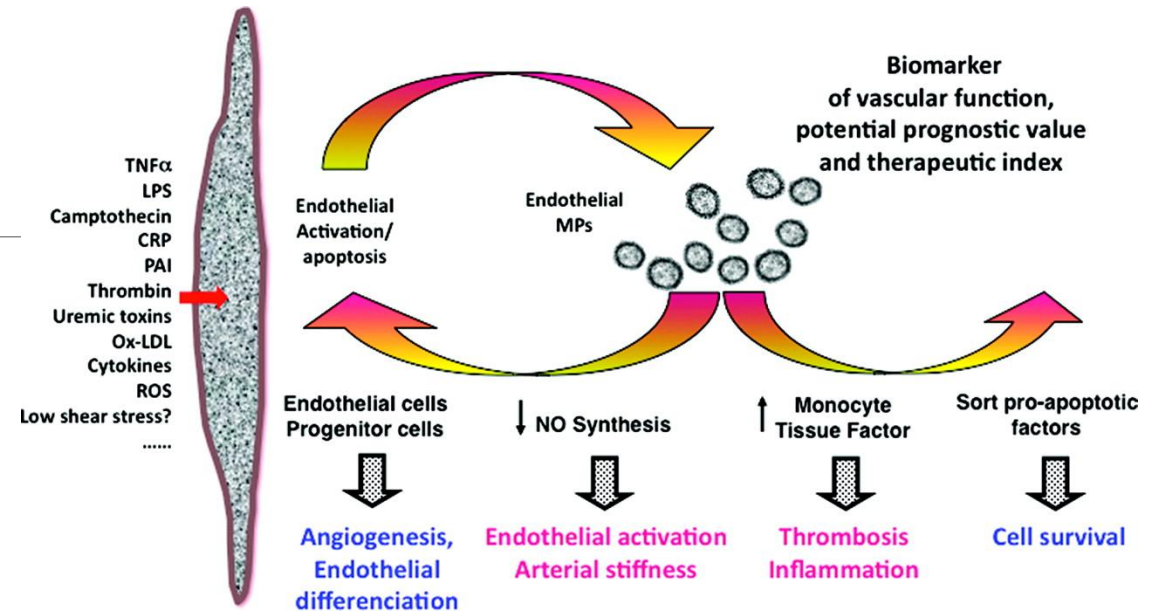 Biomarker
of vascular function,
potential prognostic value
and therapeutic index
TNFα
LPS
Camptothecin
CRP
PAI
Thrombin
Uremic toxins
Ox-LDL
Cytokines
ROS
Low shear stress?
......
Endothelial
Activation/
apoptosis
Endothelial
MPs
Endothelial cells
Progenitor cells
↓ NO Synthesis
↑ Monocyte
Tissue Factor
Sort pro-apoptotic
factors
Angiogenesis,
Endothelial
differenciation
Endothelial activation
Arterial stiffness
Thrombosis
Inflammation
Cell survival